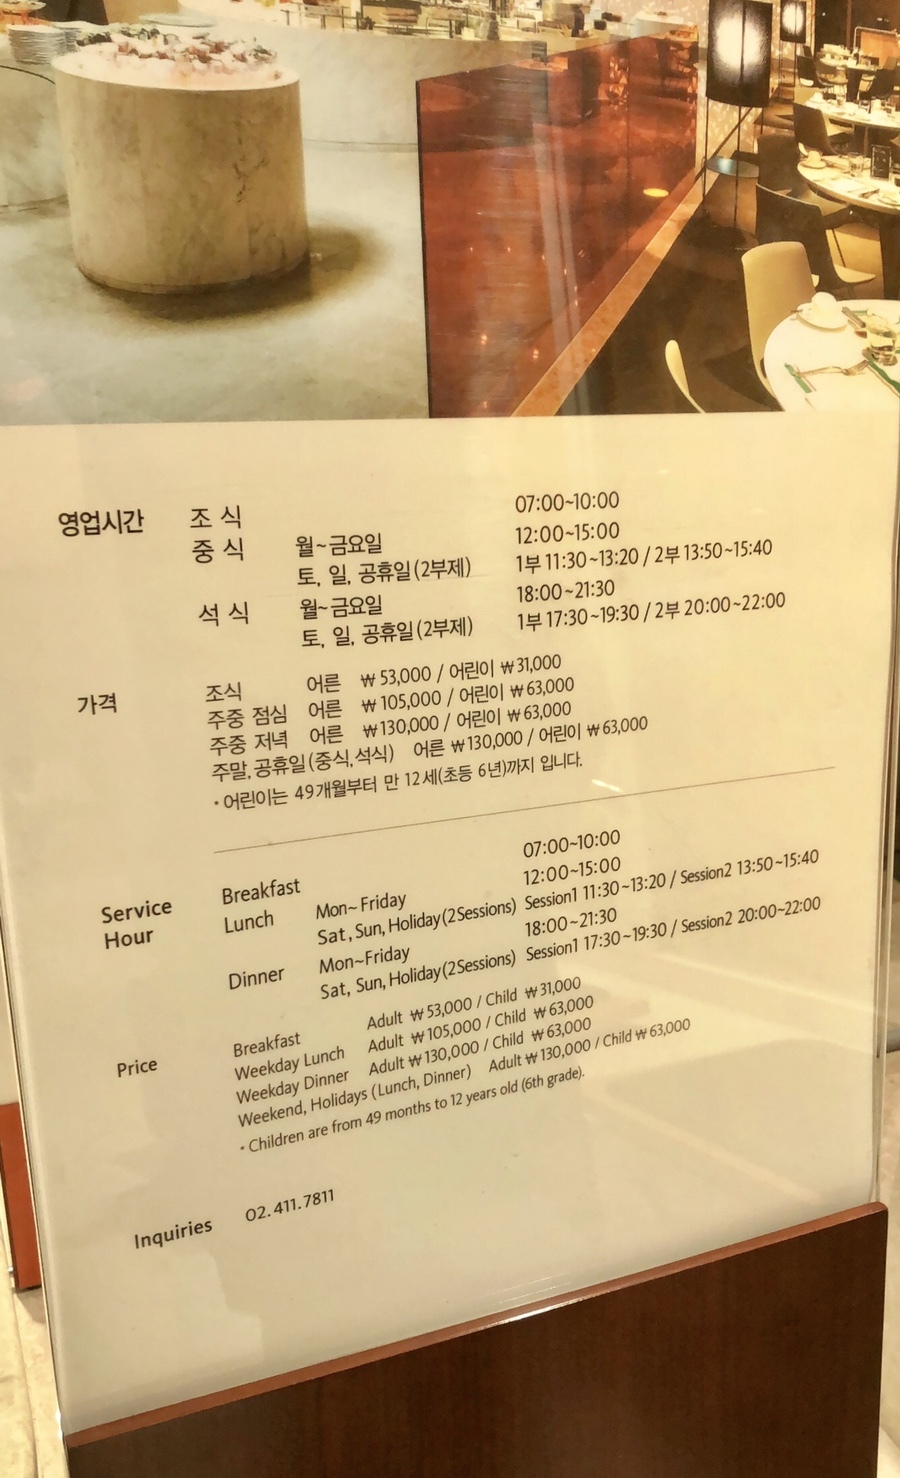 영업시간 조 식 07:00~10:00
중 식 월~금요일 12:00~15:00
토, 일, 공휴일(2부제) 1부 11:30~13:20 / 2부 13:50~15:40
석 식 월~금요일 18:00~21:30
토, 일, 공휴일(2부제) 1부 17:30~19:30 / 2부 20:00~22:00
가격 조식 어른 ₩53,000 / 어린이 ₩31,000
주중 점심 어른 ₩105,000 / 어린이 ₩63,000
주중 저녁 어른 ₩130,000 / 어린이 ₩63,000
주말, 공휴일(중식,석식) 어른 ₩130,000 / 어린이 ₩63,000
• 어린이는 49개월부터 만 12세(초등 6년)까지 입니다.
Service Hour Breakfast 07:00~10:00
Lunch Mon~Friday 12:00~15:00
Sat, Sun, Holiday(2Sessions) Session1 11:30~13:20 / Session2 13:50~15:40
Dinner Mon~Friday 18:00~21:30
Sat, Sun, Holiday(2Sessions) Session1 17:30~19:30 / Session2 20:00~22:00
Price Breakfast Adult ₩53,000 / Child ₩31,000
Weekday Lunch Adult ₩105,000 / Child ₩63,000
Weekday Dinner Adult ₩130,000 / Child ₩63,000
Weekend, Holidays (Lunch, Dinner) Adult ₩130,000 / Child ₩63,000
• Children are from 49 months to 12 years old (6th grade).
Inquiries 02.411.7811